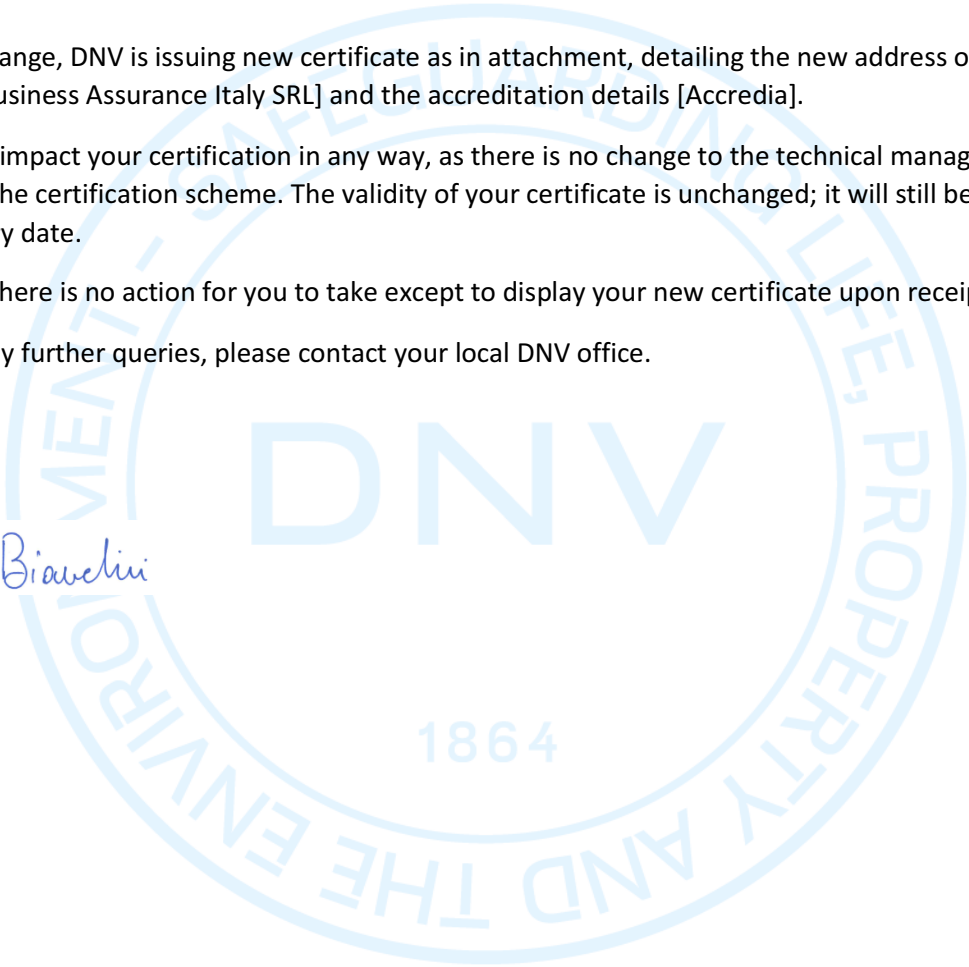 ange, DNV is issuing new certificate as in attachment, detailing the new address o
usiness Assurance Italy SRL] and the accreditation details [Accredia].
impact your certification in any way, as there is no change to the technical manag
he certification scheme. The validity of your certificate is unchanged; it will still be
y date.
here is no action for you to take except to display your new certificate upon receip
y further queries, please contact your local DNV office.
SAFEGUARDING LIFE, PROPERTY AND THE ENVIRONMENT –
DNV
Biavelini
1864